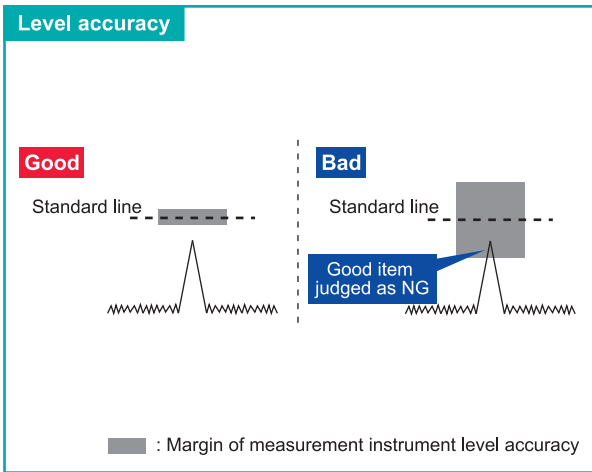 Level accuracy
Good
Standard line
Bad
Standard line
Good item
judged as NG
: Margin of measurement instrument level accuracy